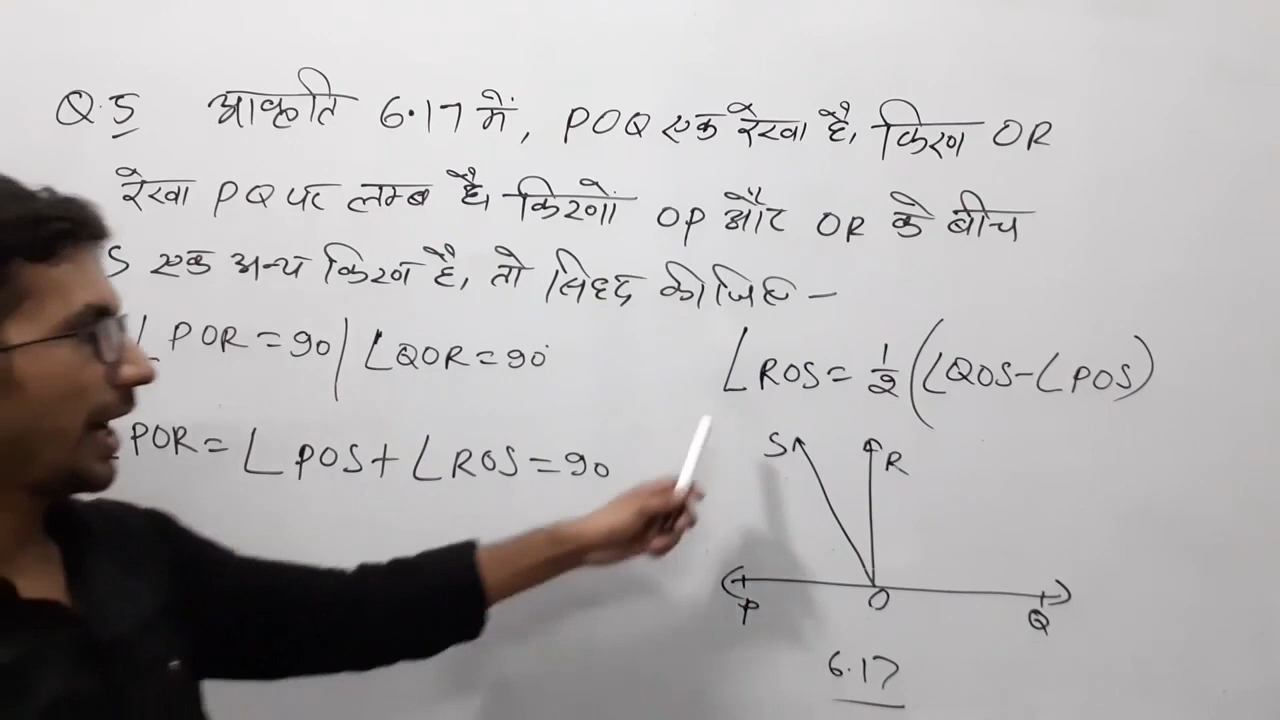 Q.5 आकृति 6.17 में, POQ एक रेखा है, किरण OR
रेखा PQ पर लम्ब है। किरणों OP और OR के बीच
S एक अन्य किरण है, तो सिद्ध कीजिए –
∠POR = 90 | ∠QOR = 90°
∠ROS = 1/2 (∠QOS – ∠POS)
POR = ∠POS + ∠ROS = 90
S
R
P
O
Q
6.17